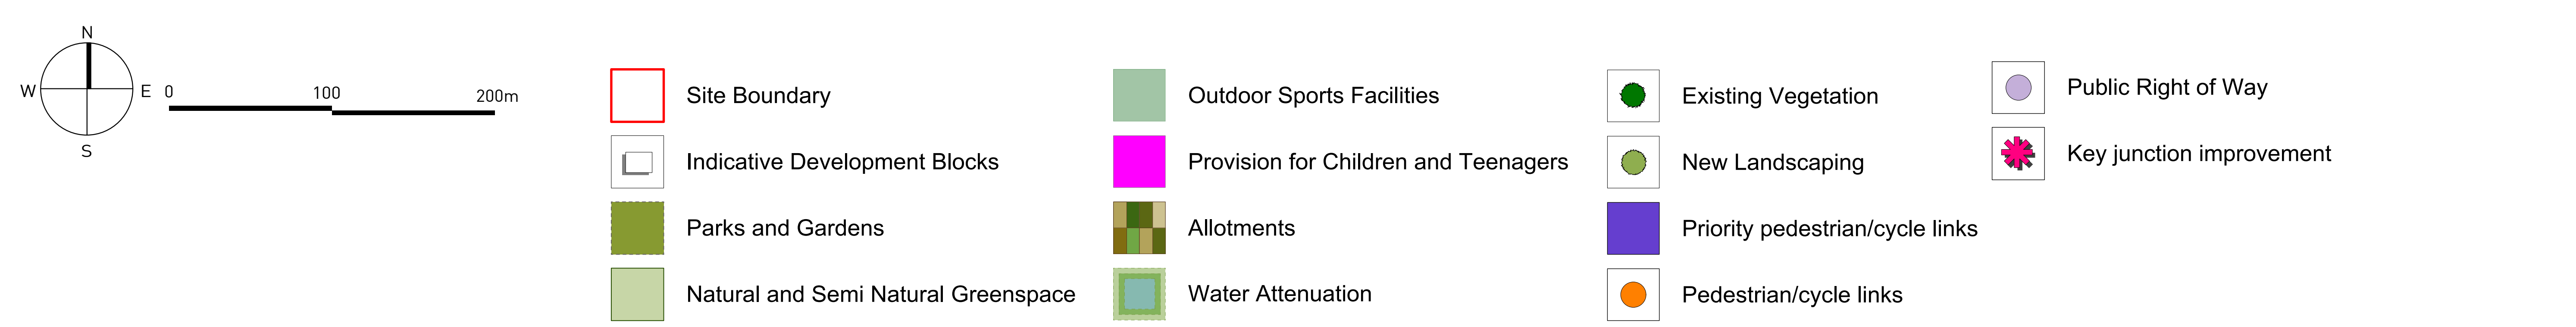 N
W
E
S
0
100
200m
Site Boundary
Indicative Development Blocks
Parks and Gardens
Natural and Semi Natural Greenspace
Outdoor Sports Facilities
Provision for Children and Teenagers
Allotments
Water Attenuation
Existing Vegetation
New Landscaping
Priority pedestrian/cycle links
Pedestrian/cycle links
Public Right of Way
Key junction improvement